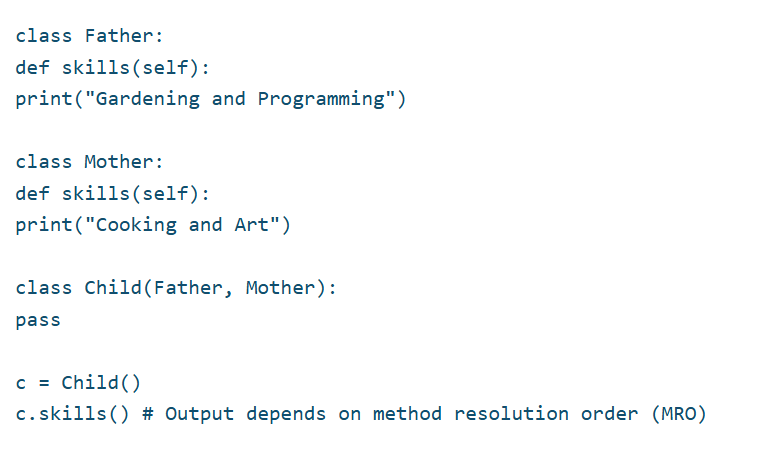 class Father:
def skills(self):
print("Gardening and Programming")
class Mother:
def skills(self):
print("Cooking and Art")
class Child(Father, Mother):
pass
c = Child()
c.skills() # Output depends on method resolution order (MRO)